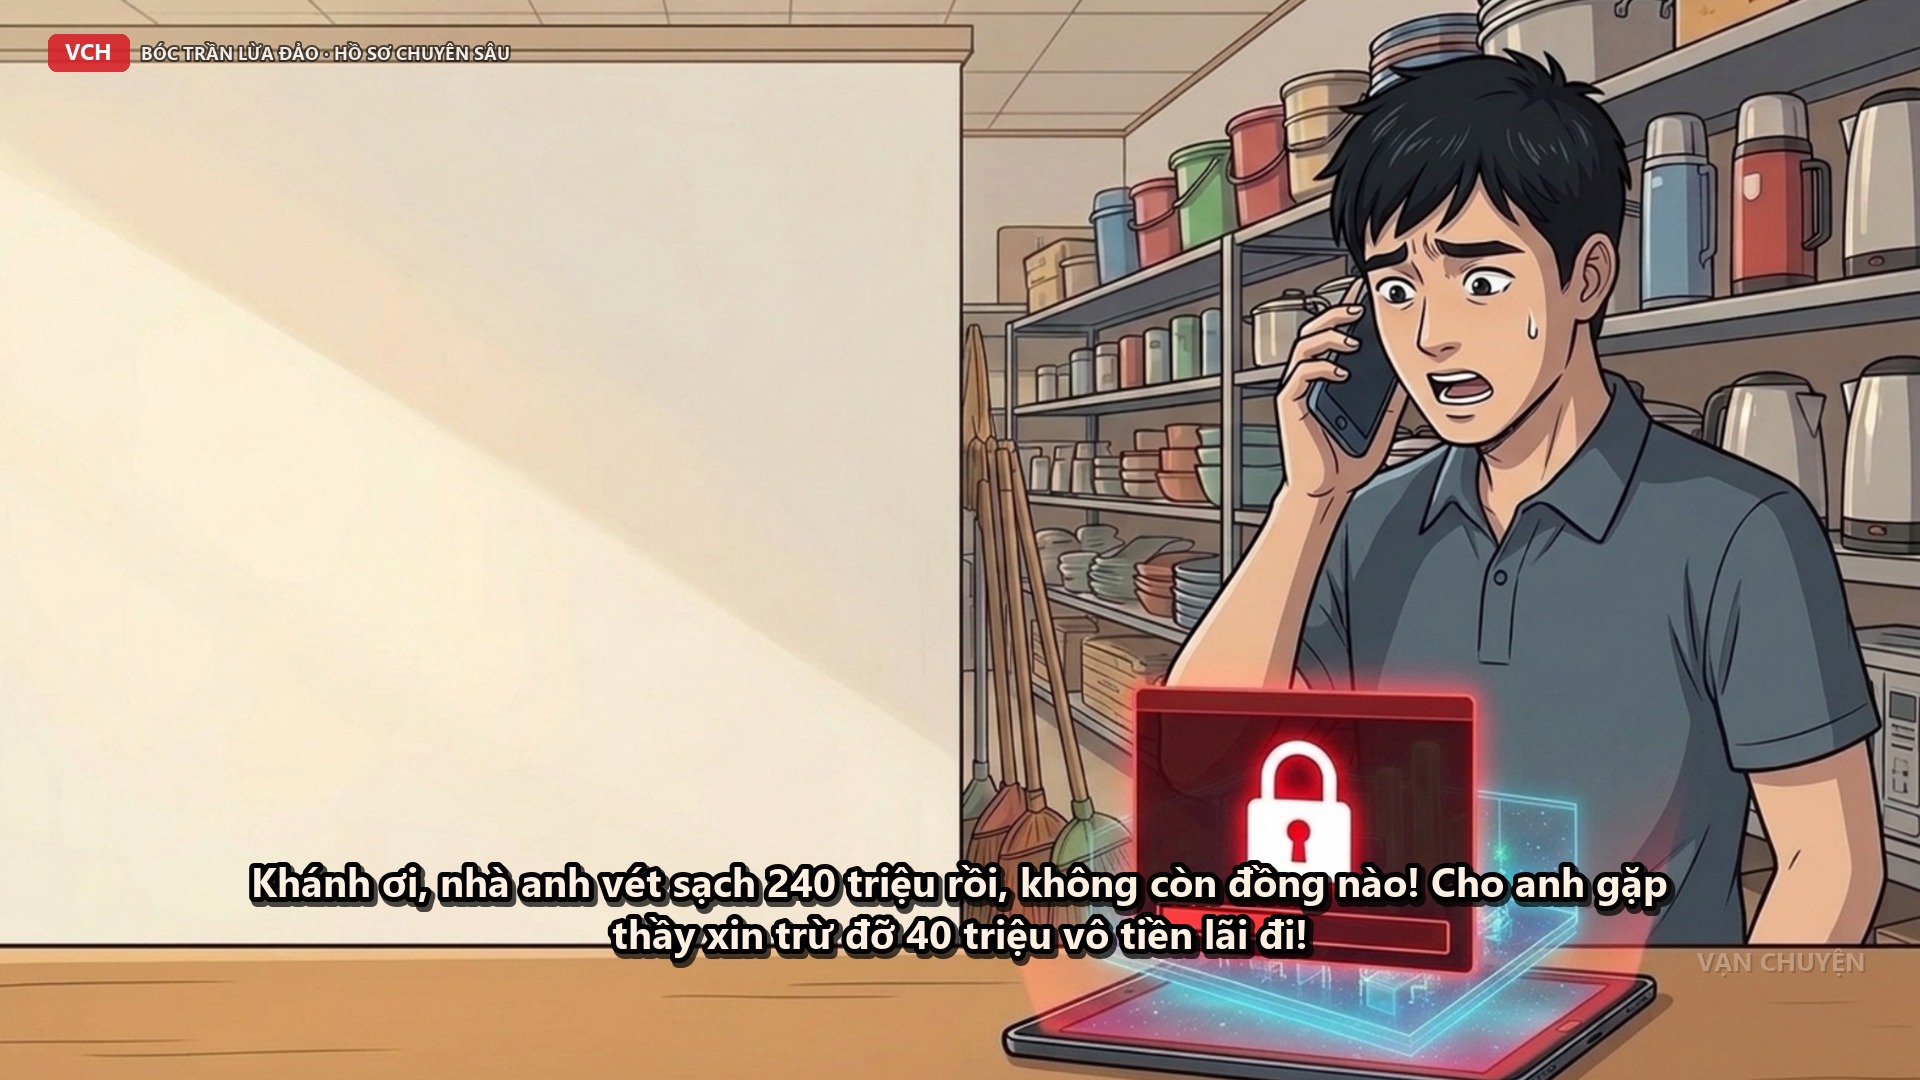 VCH BÓC TRẦN LỪA ĐẢO · HỒ SƠ CHUYÊN SÂU
Khánh ơi, nhà anh vét sạch 240 triệu rồi, không còn đồng nào! Cho anh gặp
thầy xin trừ đỡ 40 triệu vô tiền lãi đi!
VẠN CHUYỆN